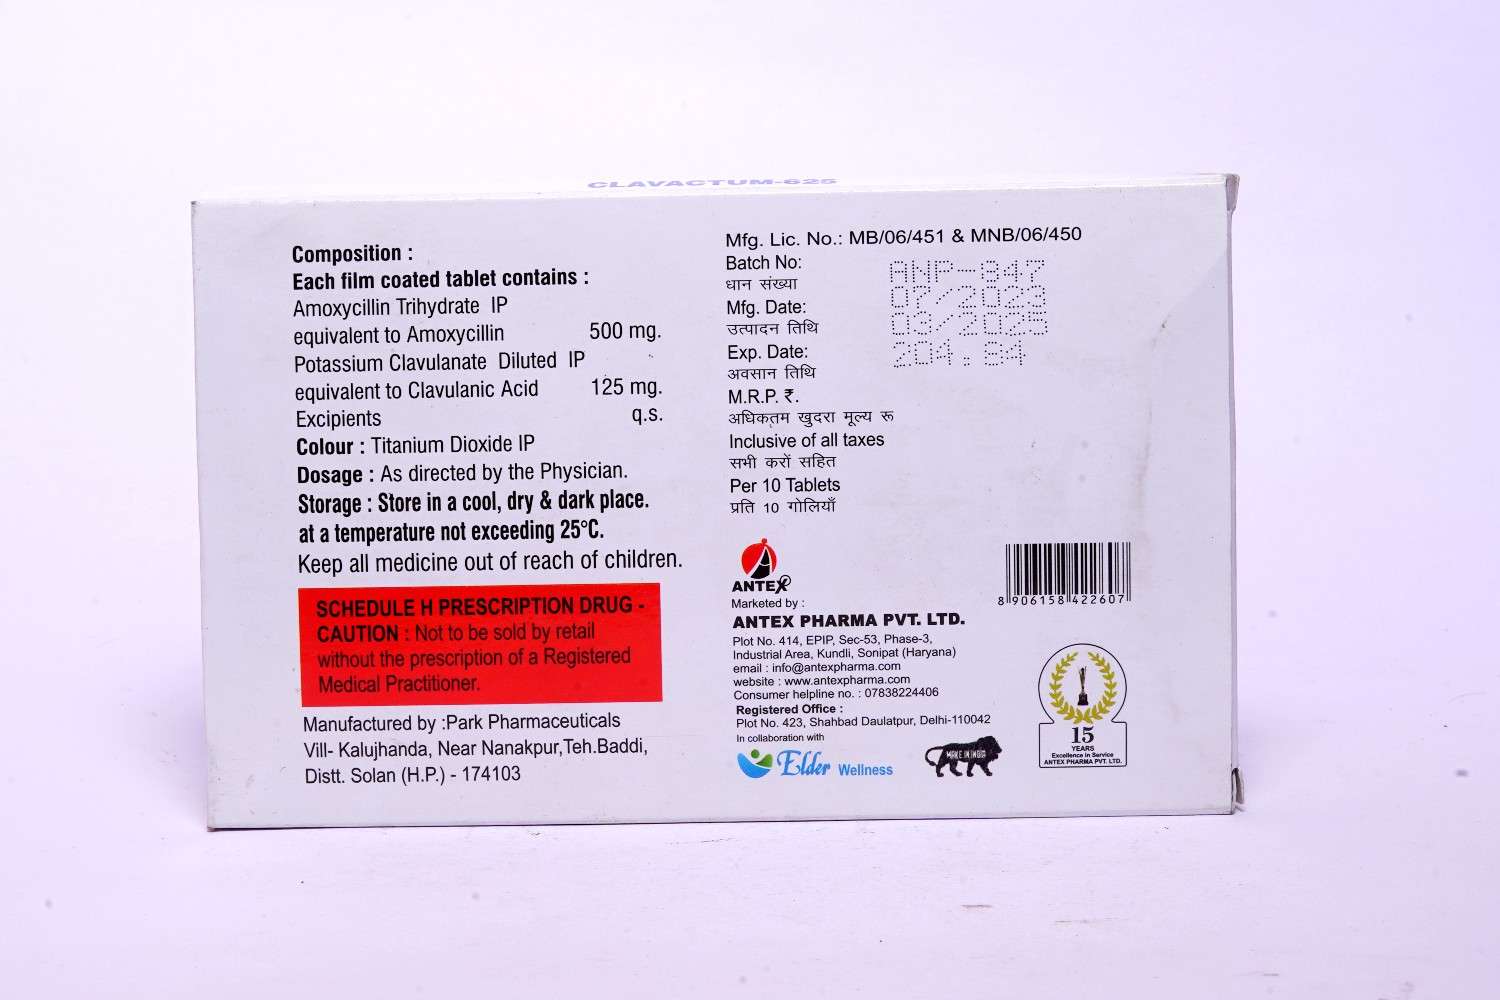 CLAVACTUM-625
Composition :
Each film coated tablet contains :
Amoxycillin Trihydrate IP
equivalent to Amoxycillin 500 mg.
Potassium Clavulanate Diluted IP
equivalent to Clavulanic Acid 125 mg.
Excipients q.s.
Colour : Titanium Dioxide IP
Dosage : As directed by the Physician.
Storage : Store in a cool, dry & dark place.
at a temperature not exceeding 25°C.
Keep all medicine out of reach of children.
SCHEDULE H PRESCRIPTION DRUG -
CAUTION : Not to be sold by retail
without the prescription of a Registered
Medical Practitioner.
Manufactured by :Park Pharmaceuticals
Vill- Kalujhanda, Near Nanakpur,Teh.Baddi,
Distt. Solan (H.P.) - 174103
Mfg. Lic. No.: MB/06/451 & MNB/06/450
Batch No:
धान संख्या
Mfg. Date:
उत्पादन तिथि
Exp. Date:
अवसान तिथि
M.R.P. ₹.
अधिकतम खुदरा मूल्य रू
Inclusive of all taxes
सभी करों सहित
Per 10 Tablets
प्रति 10 गोलियाँ
ANP-847
07/2023
03/2025
204.84
ANTEX
Marketed by :
ANTEX PHARMA PVT. LTD.
Plot No. 414, EPIP, Sec-53, Phase-3,
Industrial Area, Kundli, Sonipat (Haryana)
email : info@antexpharma.com
website : www.antexpharma.com
Consumer helpline no. : 07838224406
Registered Office :
Plot No. 423, Shahbad Daulatpur, Delhi-110042
In collaboration with
Elder Wellness
MAKE IN INDIA
8 906158 422607
15
YEARS
Excellence in Service
ANTEX PHARMA PVT. LTD.